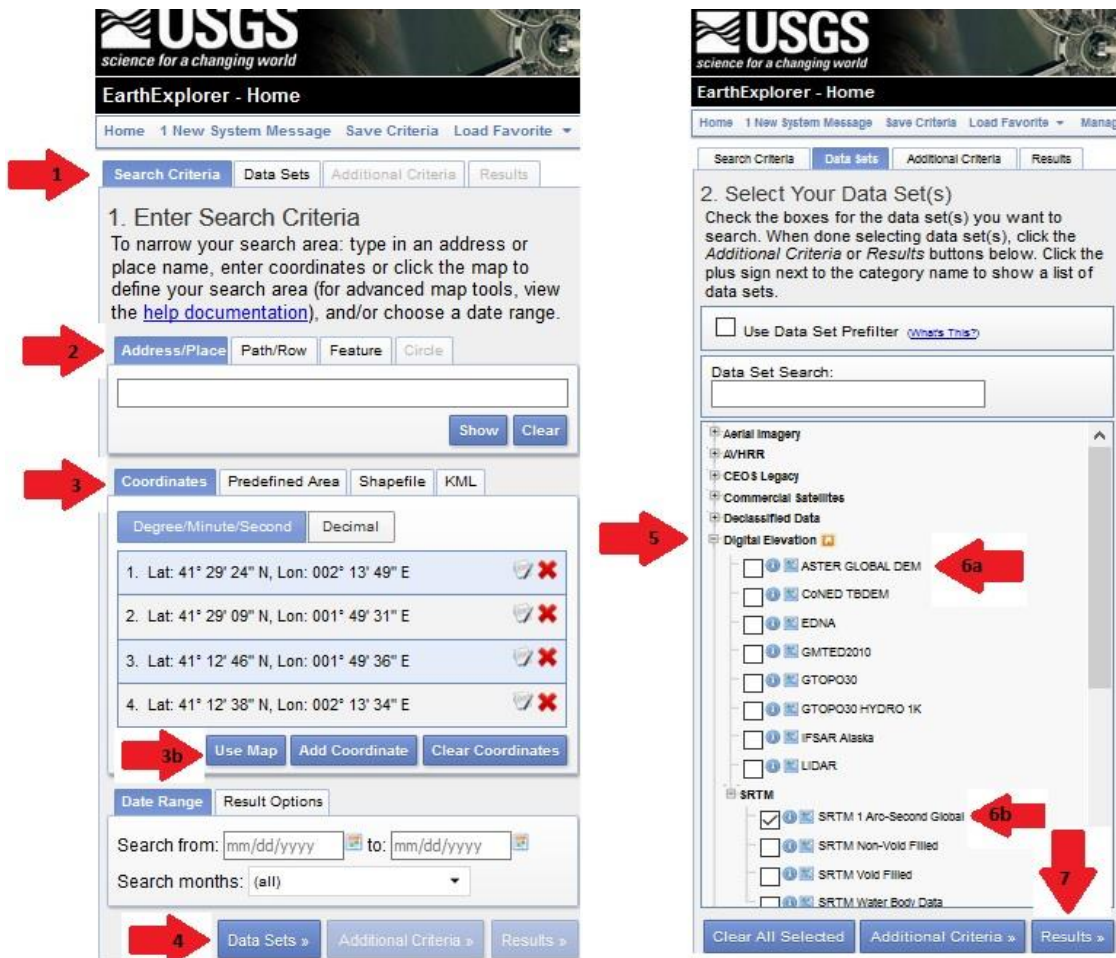 USGS
science for a changing world
EarthExplorer - Home
Home 1 New System Message Save Criteria Load Favorite
1
Search Criteria Data Sets Additional Criteria Results
1. Enter Search Criteria
To narrow your search area: type in an address or
place name, enter coordinates or click the map to
define your search area (for advanced map tools, view
the help documentation), and/or choose a date range.
2
Address/Place Path/Row Feature Circle
Show Clear
3
Coordinates Predefined Area Shapefile KML
Degree/Minute/Second Decimal
1. Lat: 41° 29' 24" N, Lon: 002° 13' 49" E
2. Lat: 41° 29' 09" N, Lon: 001° 49' 31" E
3. Lat: 41° 12' 46" N, Lon: 001° 49' 36" E
4. Lat: 41° 12' 38" N, Lon: 002° 13' 34" E
3b
Use Map Add Coordinate Clear Coordinates
Date Range Result Options
Search from: mm/dd/yyyy to: mm/dd/yyyy
Search months: (all)
4
Data Sets » Additional Criteria » Results »
USGS
science for a changing world
EarthExplorer - Home
Home 1 New System Message Save Criteria Load Favorite Manag
Search Criteria Data Sets Additional Criteria Results
2. Select Your Data Set(s)
Check the boxes for the data set(s) you want to
search. When done selecting data set(s), click the
Additional Criteria or Results buttons below. Click the
plus sign next to the category name to show a list of
data sets.
Use Data Set Prefilter (What's This?)
Data Set Search:
Aerial Imagery
AVHRR
CEOS Legacy
Commercial Satellites
Declassified Data
5
Digital Elevation
ASTER GLOBAL DEM
6a
CoNED TBDEM
EDNA
GMTED2010
GTOPO30
GTOPO30 HYDRO 1K
IFSAR Alaska
LIDAR
SRTM
SRTM 1 Arc-Second Global
6b
SRTM Non-Void Filled
SRTM Void Filled
7
SRTM Water Body Data
Clear All Selected Additional Criteria » Results »